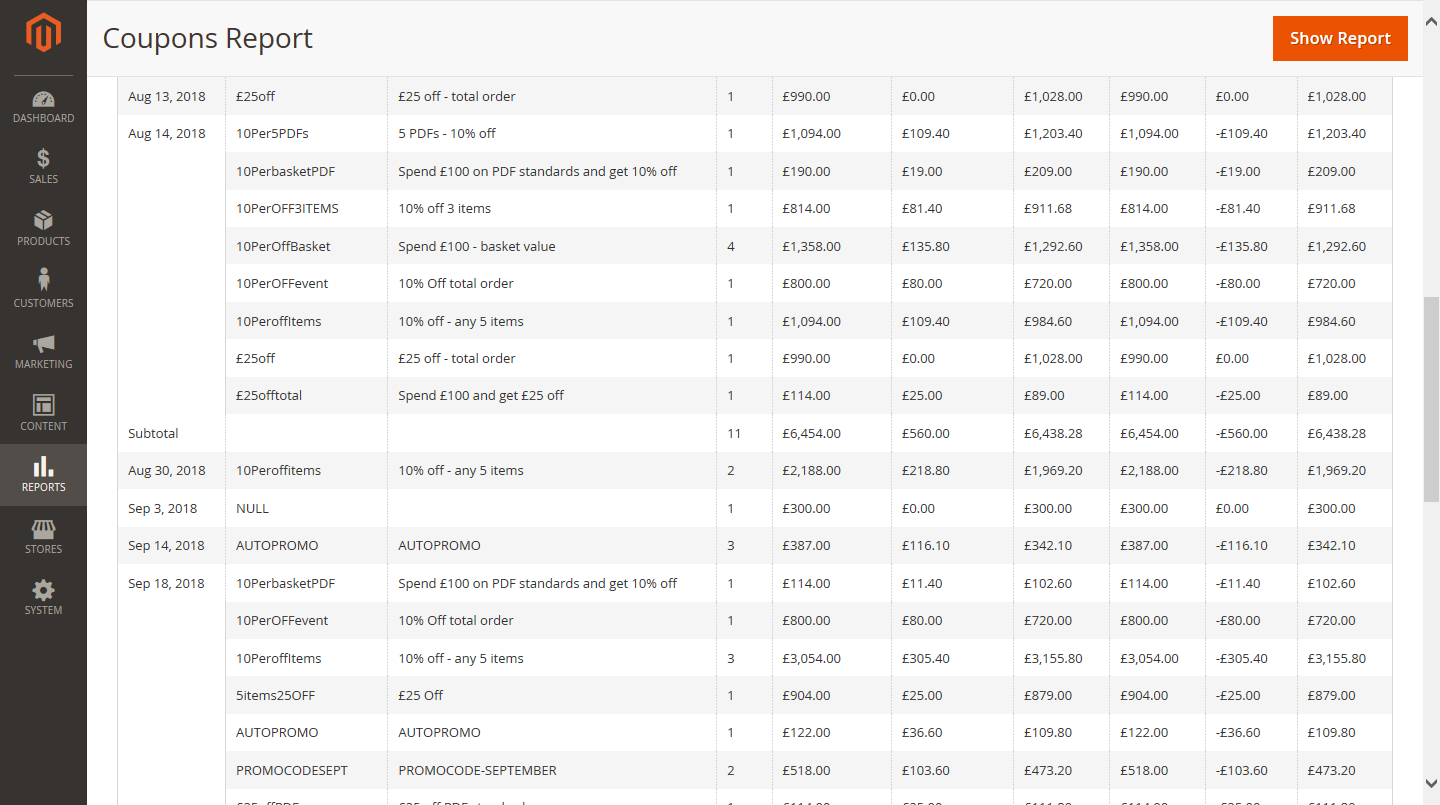 Coupons Report
Show Report
DASHBOARD
SALES
PRODUCTS
CUSTOMERS
MARKETING
CONTENT
REPORTS
STORES
SYSTEM
Aug 13, 2018 £25off £25 off - total order 1 £990.00 £0.00 £1,028.00 £990.00 £0.00 £1,028.00
Aug 14, 2018 10Per5PDFs 5 PDFs - 10% off 1 £1,094.00 £109.40 £1,203.40 £1,094.00 -£109.40 £1,203.40
10PerbasketPDF Spend £100 on PDF standards and get 10% off 1 £190.00 £19.00 £209.00 £190.00 -£19.00 £209.00
10PerOFF3ITEMS 10% off 3 items 1 £814.00 £81.40 £911.68 £814.00 -£81.40 £911.68
10PerOffBasket Spend £100 - basket value 4 £1,358.00 £135.80 £1,292.60 £1,358.00 -£135.80 £1,292.60
10PerOFFevent 10% Off total order 1 £800.00 £80.00 £720.00 £800.00 -£80.00 £720.00
10PeroffItems 10% off - any 5 items 1 £1,094.00 £109.40 £984.60 £1,094.00 -£109.40 £984.60
£25off £25 off - total order 1 £990.00 £0.00 £1,028.00 £990.00 £0.00 £1,028.00
£25offtotal Spend £100 and get £25 off 1 £114.00 £25.00 £89.00 £114.00 -£25.00 £89.00
Subtotal 11 £6,454.00 £560.00 £6,438.28 £6,454.00 -£560.00 £6,438.28
Aug 30, 2018 10Peroffitems 10% off - any 5 items 2 £2,188.00 £218.80 £1,969.20 £2,188.00 -£218.80 £1,969.20
Sep 3, 2018 NULL 1 £300.00 £0.00 £300.00 £300.00 £0.00 £300.00
Sep 14, 2018 AUTOPROMO AUTOPROMO 3 £387.00 £116.10 £342.10 £387.00 -£116.10 £342.10
Sep 18, 2018 10PerbasketPDF Spend £100 on PDF standards and get 10% off 1 £114.00 £11.40 £102.60 £114.00 -£11.40 £102.60
10PerOFFevent 10% Off total order 1 £800.00 £80.00 £720.00 £800.00 -£80.00 £720.00
10PeroffItems 10% off - any 5 items 3 £3,054.00 £305.40 £3,155.80 £3,054.00 -£305.40 £3,155.80
5items25OFF £25 Off 1 £904.00 £25.00 £879.00 £904.00 -£25.00 £879.00
AUTOPROMO AUTOPROMO 1 £122.00 £36.60 £109.80 £122.00 -£36.60 £109.80
PROMOCODESEPT PROMOCODE-SEPTEMBER 2 £518.00 £103.60 £473.20 £518.00 -£103.60 £473.20